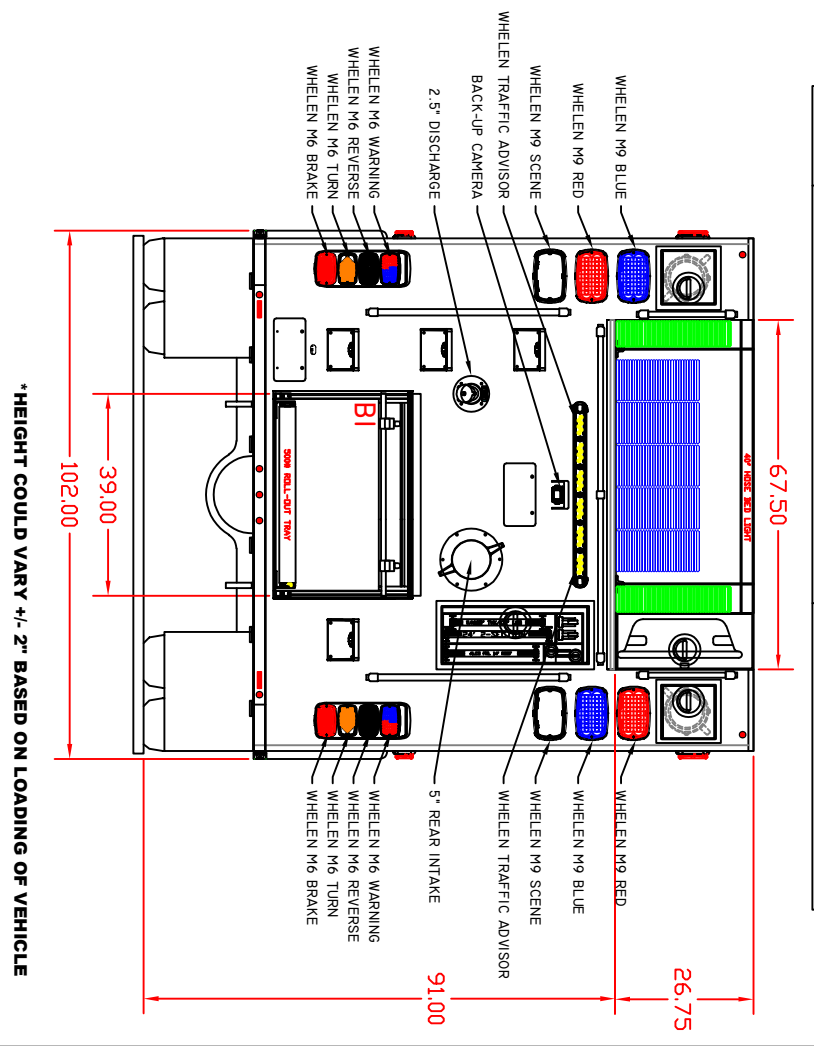 67.50
40" HOSE BED LIGHT
26.75
WHELEN M9 BLUE
WHELEN M9 RED
WHELEN M9 SCENE
WHELEN TRAFFIC ADVISOR
BACK-UP CAMERA
2.5" DISCHARGE
WHELEN M6 WARNING
WHELEN M6 REVERSE
WHELEN M6 TURN
WHELEN M6 BRAKE
WHELEN M9 RED
WHELEN M9 BLUE
WHELEN M9 SCENE
WHELEN TRAFFIC ADVISOR
5" REAR INTAKE
WHELEN M6 WARNING
WHELEN M6 REVERSE
WHELEN M6 TURN
WHELEN M6 BRAKE
91.00
B1
500# ROLL-OUT TRAY
39.00
102.00
*HEIGHT COULD VARY +/- 2" BASED ON LOADING OF VEHICLE